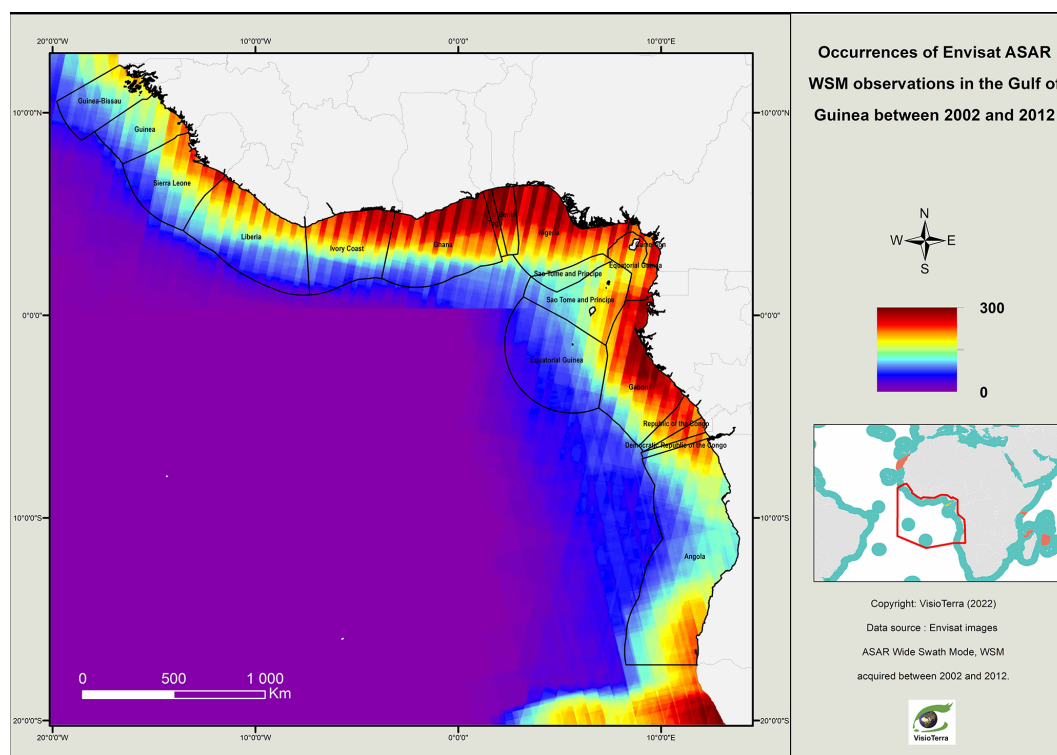 20°0'0"W
10°0'0"W
0°0'0"
10°0'0"E
10°0'0"N
0°0'0"
10°0'0"S
20°0'0"S
10°0'0"N
0°0'0"
10°0'0"S
20°0'0"S
20°0'0"W
10°0'0"W
0°0'0"
10°0'0"E
Guinea-Bissau
Guinea
Sierra Leone
Liberia
Ivory Coast
Ghana
Nigeria
Cameroon
Equatorial Guinea
Sao Tome and Principe
Sao Tome and Principe
Equatorial Guinea
Gabon
Republic of the Congo
Democratic Republic of the Congo
Angola
0
500
1 000
Km
Occurrences of Envisat ASAR
WSM observations in the Gulf of
Guinea between 2002 and 2012
N
W
E
S
300
0
Copyright: VisioTerra (2022)
Data source : Envisat images
ASAR Wide Swath Mode, WSM
acquired between 2002 and 2012.
VisioTerra